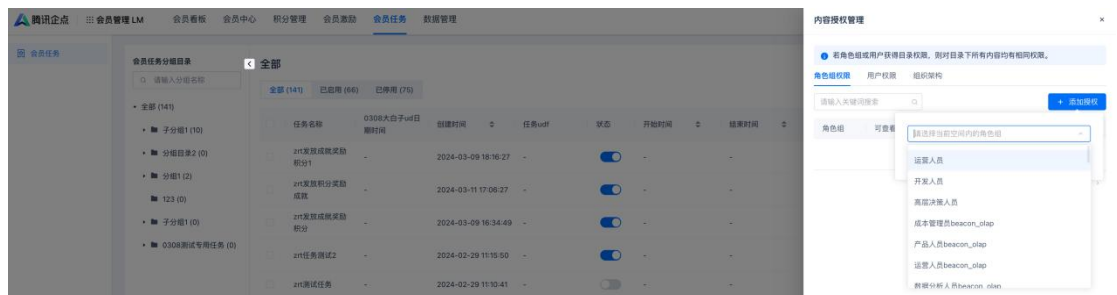 腾讯企点
会员管理 LM
会员看板
会员中心
积分管理
会员激励
会员任务
数据管理
会员任务
会员任务分组目录
请输入分组名称
全部 (141)
子分组1 (10)
分组目录2 (0)
分组1 (2)
123 (0)
子分组1 (0)
0308测试专用任务 (0)
全部
全部 (141)
已启用 (66)
已停用 (75)
任务名称
0308大白子ud日
期时间
创建时间
任务udf
状态
开始时间
结束时间
zrt发放成就奖励
积分1
-
2024-03-09 18:16:27
-
-
-
zrt发放积分奖励
成就
-
2024-03-11 17:06:27
-
-
-
zrt发放成就奖励
积分
-
2024-03-09 16:34:49
-
-
-
zrt任务测试2
-
2024-02-29 11:15:50
-
-
-
zrt测试任务
-
2024-02-29 11:10:41
-
-
-
内容授权管理
若角色组或用户获得目录权限，则对目录下所有内容均有相同权限。
角色组权限
用户权限
组织架构
请输入关键词搜索
+ 添加授权
角色组
可查看
请选择当前空间内的角色组
运营人员
开发人员
高层决策人员
成本管理员beacon_olap
产品人员beacon_olap
运营人员beacon_olap
数据分析人员beacon_olap